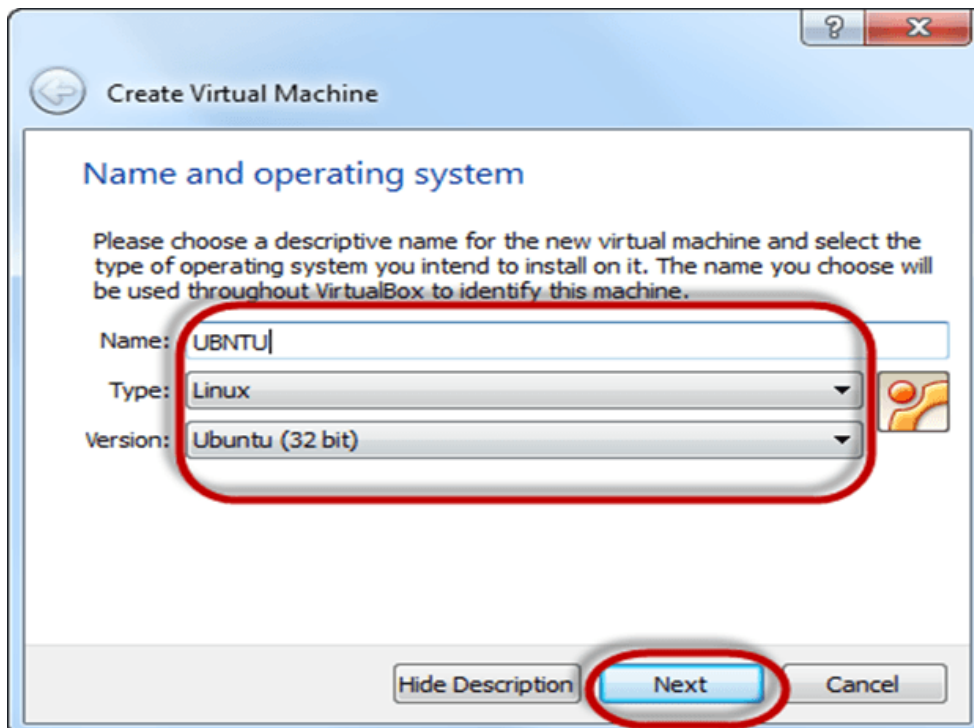 Create Virtual Machine
Name and operating system
Please choose a descriptive name for the new virtual machine and select the
type of operating system you intend to install on it. The name you choose will
be used throughout VirtualBox to identify this machine.
Name: UBNTU
Type: Linux
Version: Ubuntu (32 bit)
Hide Description Next Cancel